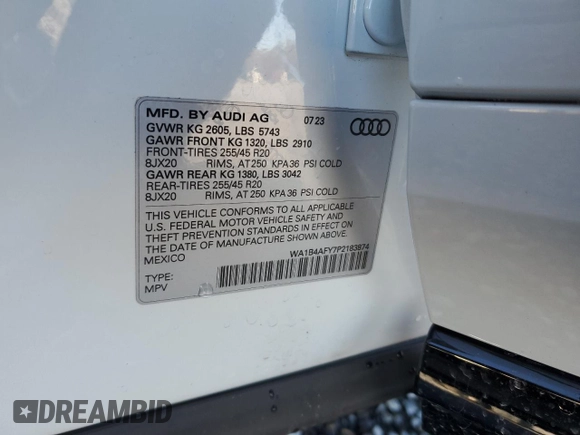 MFD. BY AUDI AG 07 23
GVWR KG 2605, LBS 5743
GAWR FRONT KG 1320, LBS 2910
FRONT-TIRES 255/45 R20
8JX20 RIMS, AT 250 KPA 36 PSI COLD
GAWR REAR KG 1380, LBS 3042
REAR-TIRES 255/45 R20
8JX20 RIMS, AT 250 KPA 36 PSI COLD
THIS VEHICLE CONFORMS TO ALL APPLICABLE
U.S. FEDERAL MOTOR VEHICLE SAFETY AND
THEFT PREVENTION STANDARDS IN EFFECT ON
THE DATE OF MANUFACTURE SHOWN ABOVE.
MEXICO
WA1B4AFY7P2183874
TYPE:
MPV
DREAMBID